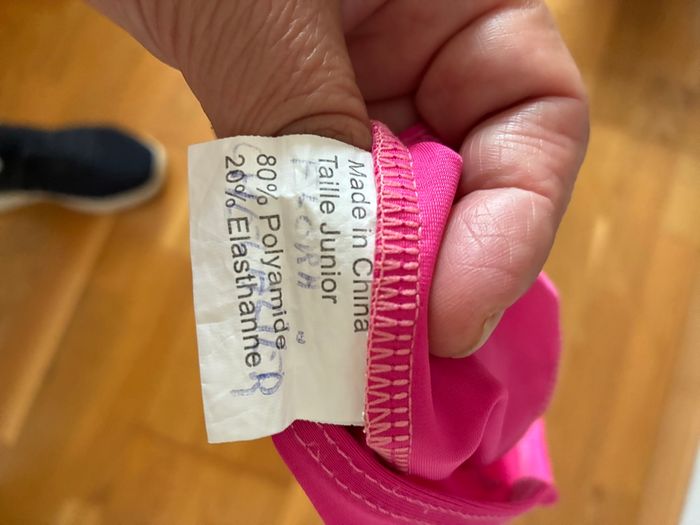 Made in China
Taille Junior
80% Polyamide
20% Elasthanne